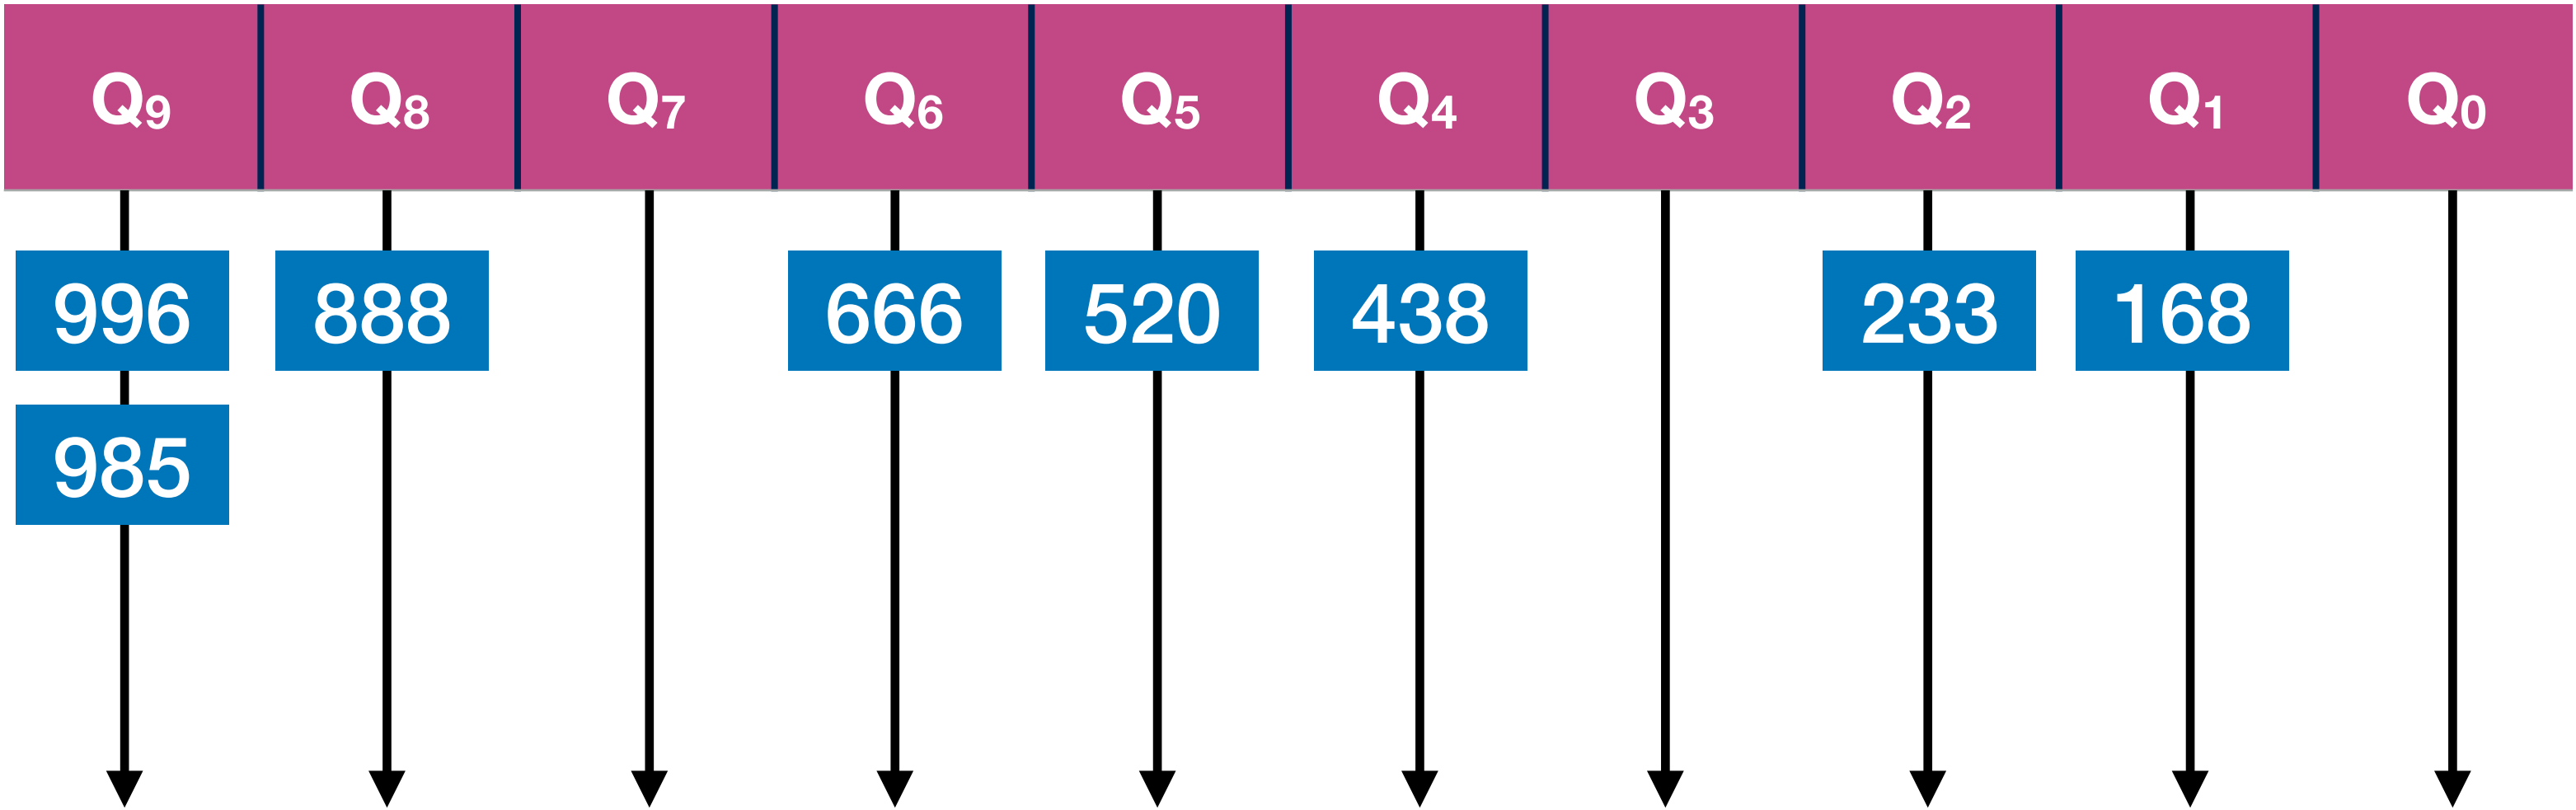 Q₉ Q₈ Q₇ Q₆ Q₅ Q₄ Q₃ Q₂ Q₁ Q₀
996 888 666 520 438 233 168
985